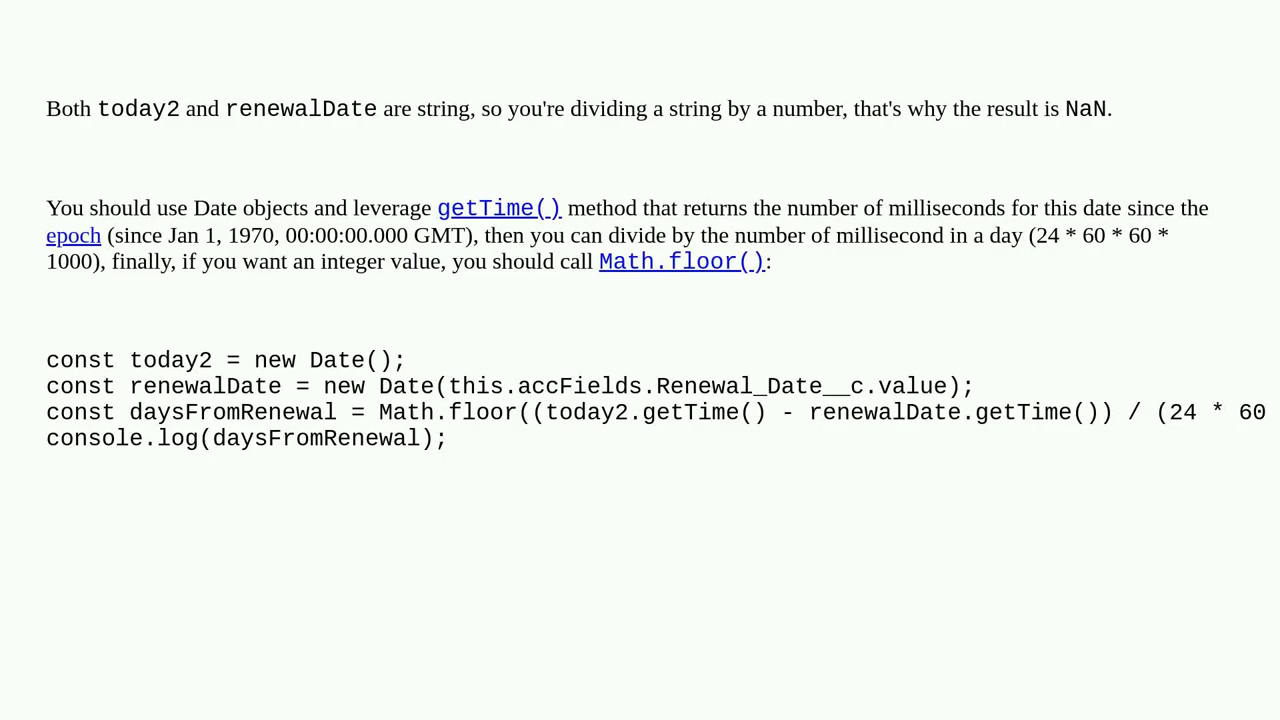 Both today2 and renewalDate are string, so you're dividing a string by a number, that's why the result is NaN.
You should use Date objects and leverage getTime() method that returns the number of milliseconds for this date since the
epoch (since Jan 1, 1970, 00:00:00.000 GMT), then you can divide by the number of millisecond in a day (24 * 60 * 60 *
1000), finally, if you want an integer value, you should call Math.floor():
const today2 = new Date();
const renewalDate = new Date(this.accFields.Renewal_Date__c.value);
const daysFromRenewal = Math.floor((today2.getTime() - renewalDate.getTime()) / (24 * 60
console.log(daysFromRenewal);